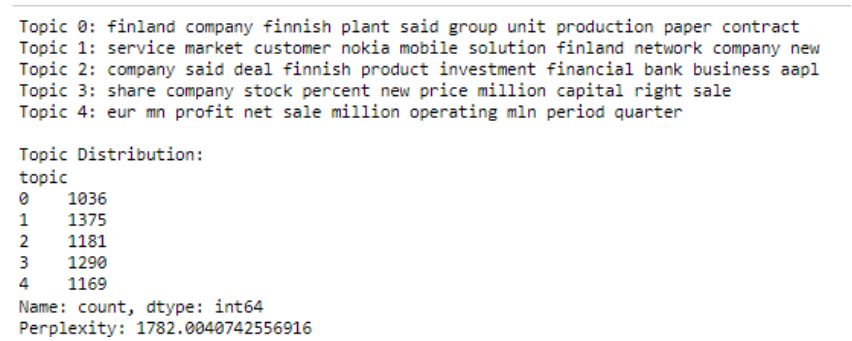 Topic 0: finland company finnish plant said group unit production paper contract
Topic 1: service market customer nokia mobile solution finland network company new
Topic 2: company said deal finnish product investment financial bank business aapl
Topic 3: share company stock percent new price million capital right sale
Topic 4: eur mn profit net sale million operating mln period quarter
Topic Distribution:
topic
0    1036
1    1375
2    1181
3    1290
4    1169
Name: count, dtype: int64
Perplexity: 1782.0040742556916